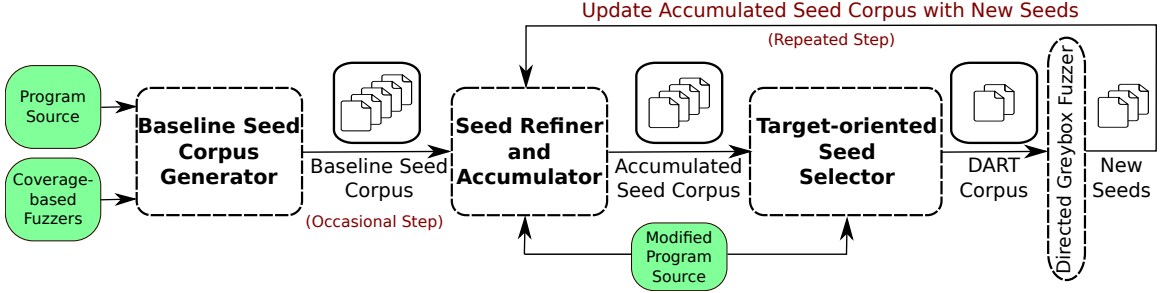 Update Accumulated Seed Corpus with New Seeds
(Repeated Step)
Program
Source
Coverage-
based
Fuzzers
Baseline Seed
Corpus
Generator
Baseline Seed
Corpus
(Occasional Step)
Seed Refiner
and
Accumulator
Accumulated
Seed Corpus
Modified
Program
Source
Target-oriented
Seed
Selector
DART
Corpus
Directed Greybox Fuzzer
New
Seeds